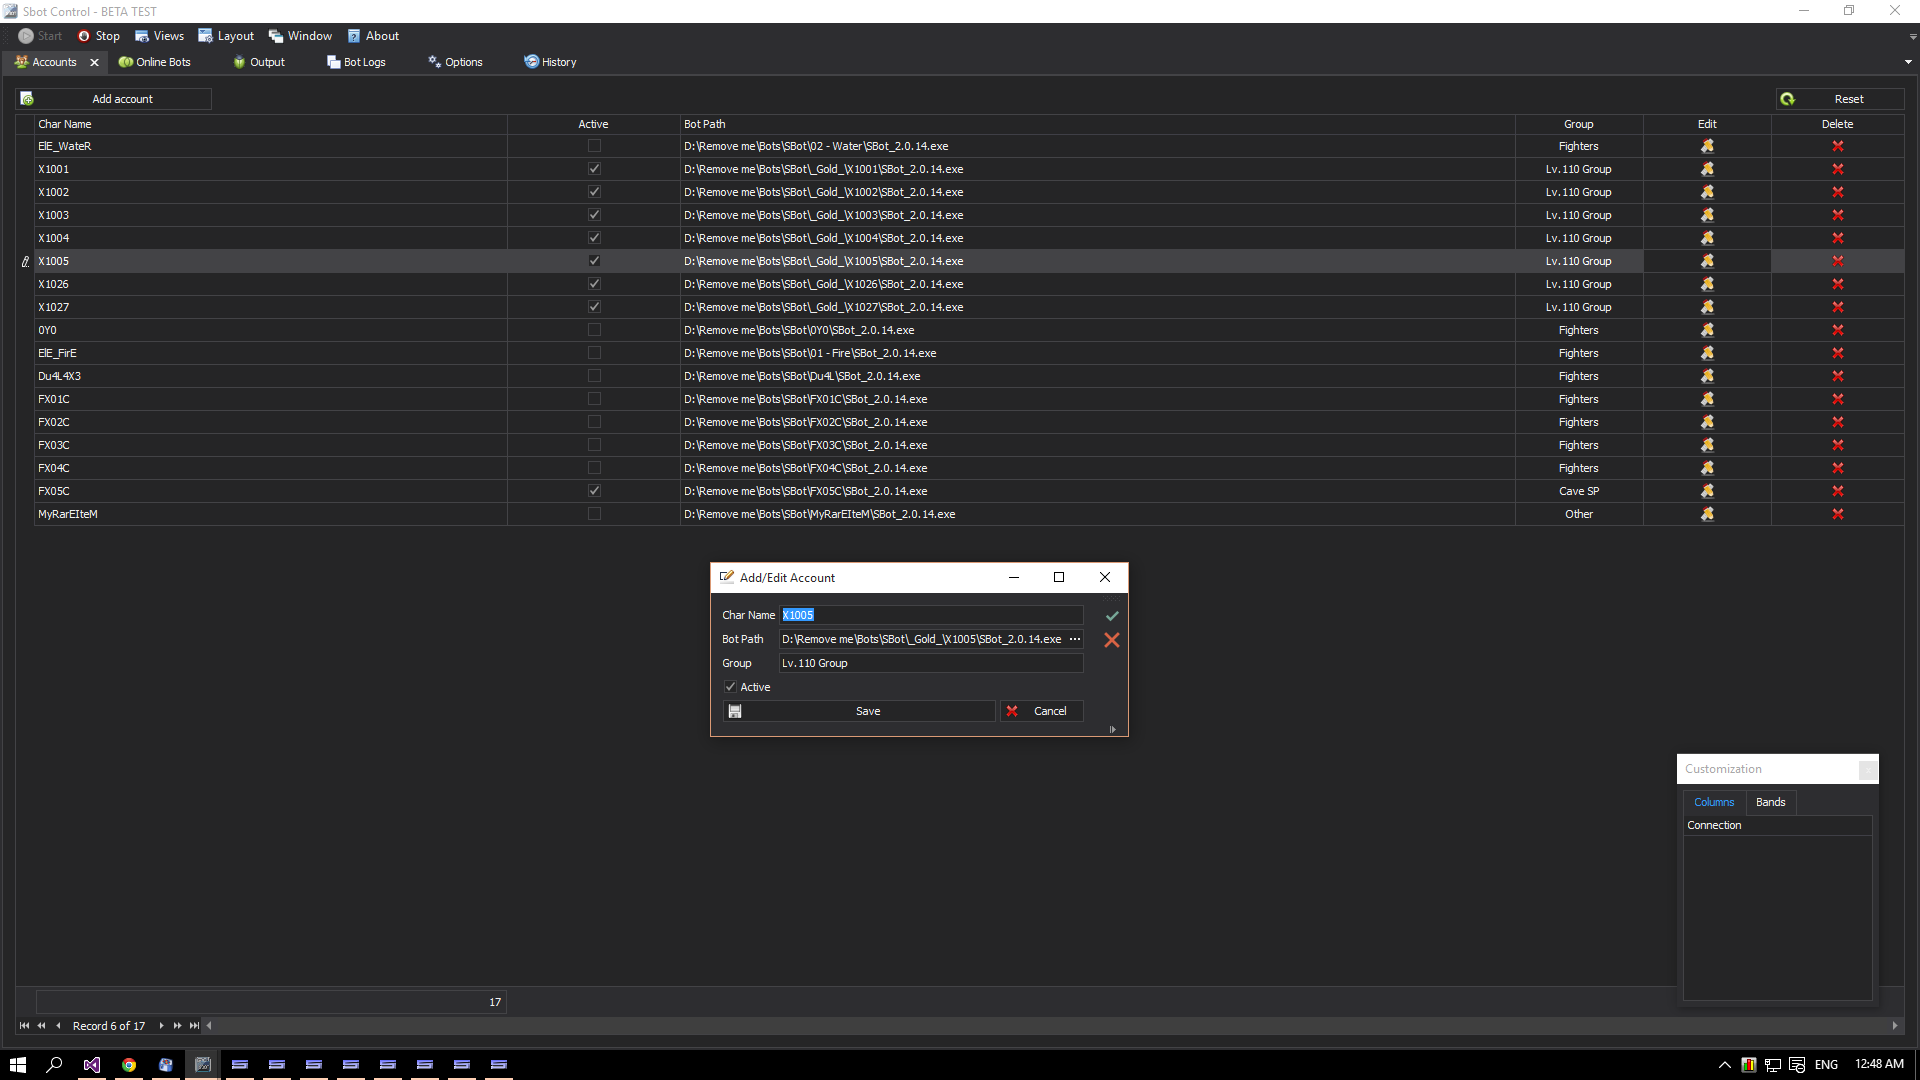 Sbot Control - BETA TEST
Start Stop Views Layout Window About
Accounts Online Bots Output Bot Logs Options History
Add account Reset
Char Name Active Bot Path Group Edit Delete
ElE_WateR D:\Remove me\Bots\SBot\02 - Water\SBot_2.0.14.exe Fighters
X1001 D:\Remove me\Bots\SBot\_Gold_\X1001\SBot_2.0.14.exe Lv.110 Group
X1002 D:\Remove me\Bots\SBot\_Gold_\X1002\SBot_2.0.14.exe Lv.110 Group
X1003 D:\Remove me\Bots\SBot\_Gold_\X1003\SBot_2.0.14.exe Lv.110 Group
X1004 D:\Remove me\Bots\SBot\_Gold_\X1004\SBot_2.0.14.exe Lv.110 Group
X1005 D:\Remove me\Bots\SBot\_Gold_\X1005\SBot_2.0.14.exe Lv.110 Group
X1026 D:\Remove me\Bots\SBot\_Gold_\X1026\SBot_2.0.14.exe Lv.110 Group
X1027 D:\Remove me\Bots\SBot\_Gold_\X1027\SBot_2.0.14.exe Lv.110 Group
0Y0 D:\Remove me\Bots\SBot\0Y0\SBot_2.0.14.exe Fighters
ElE_FirE D:\Remove me\Bots\SBot\01 - Fire\SBot_2.0.14.exe Fighters
Du4L4X3 D:\Remove me\Bots\SBot\Du4L\SBot_2.0.14.exe Fighters
FX01C D:\Remove me\Bots\SBot\FX01C\SBot_2.0.14.exe Fighters
FX02C D:\Remove me\Bots\SBot\FX02C\SBot_2.0.14.exe Fighters
FX03C D:\Remove me\Bots\SBot\FX03C\SBot_2.0.14.exe Fighters
FX04C D:\Remove me\Bots\SBot\FX04C\SBot_2.0.14.exe Fighters
FX05C D:\Remove me\Bots\SBot\FX05C\SBot_2.0.14.exe Cave SP
MyRarEIteM D:\Remove me\Bots\SBot\MyRarEIteM\SBot_2.0.14.exe Other
Add/Edit Account
Char Name X1005
Bot Path D:\Remove me\Bots\SBot\_Gold_\X1005\SBot_2.0.14.exe ...
Group Lv.110 Group
Active
Save Cancel
Customization
Columns Bands
Connection
17
Record 6 of 17
ENG 12:48 AM